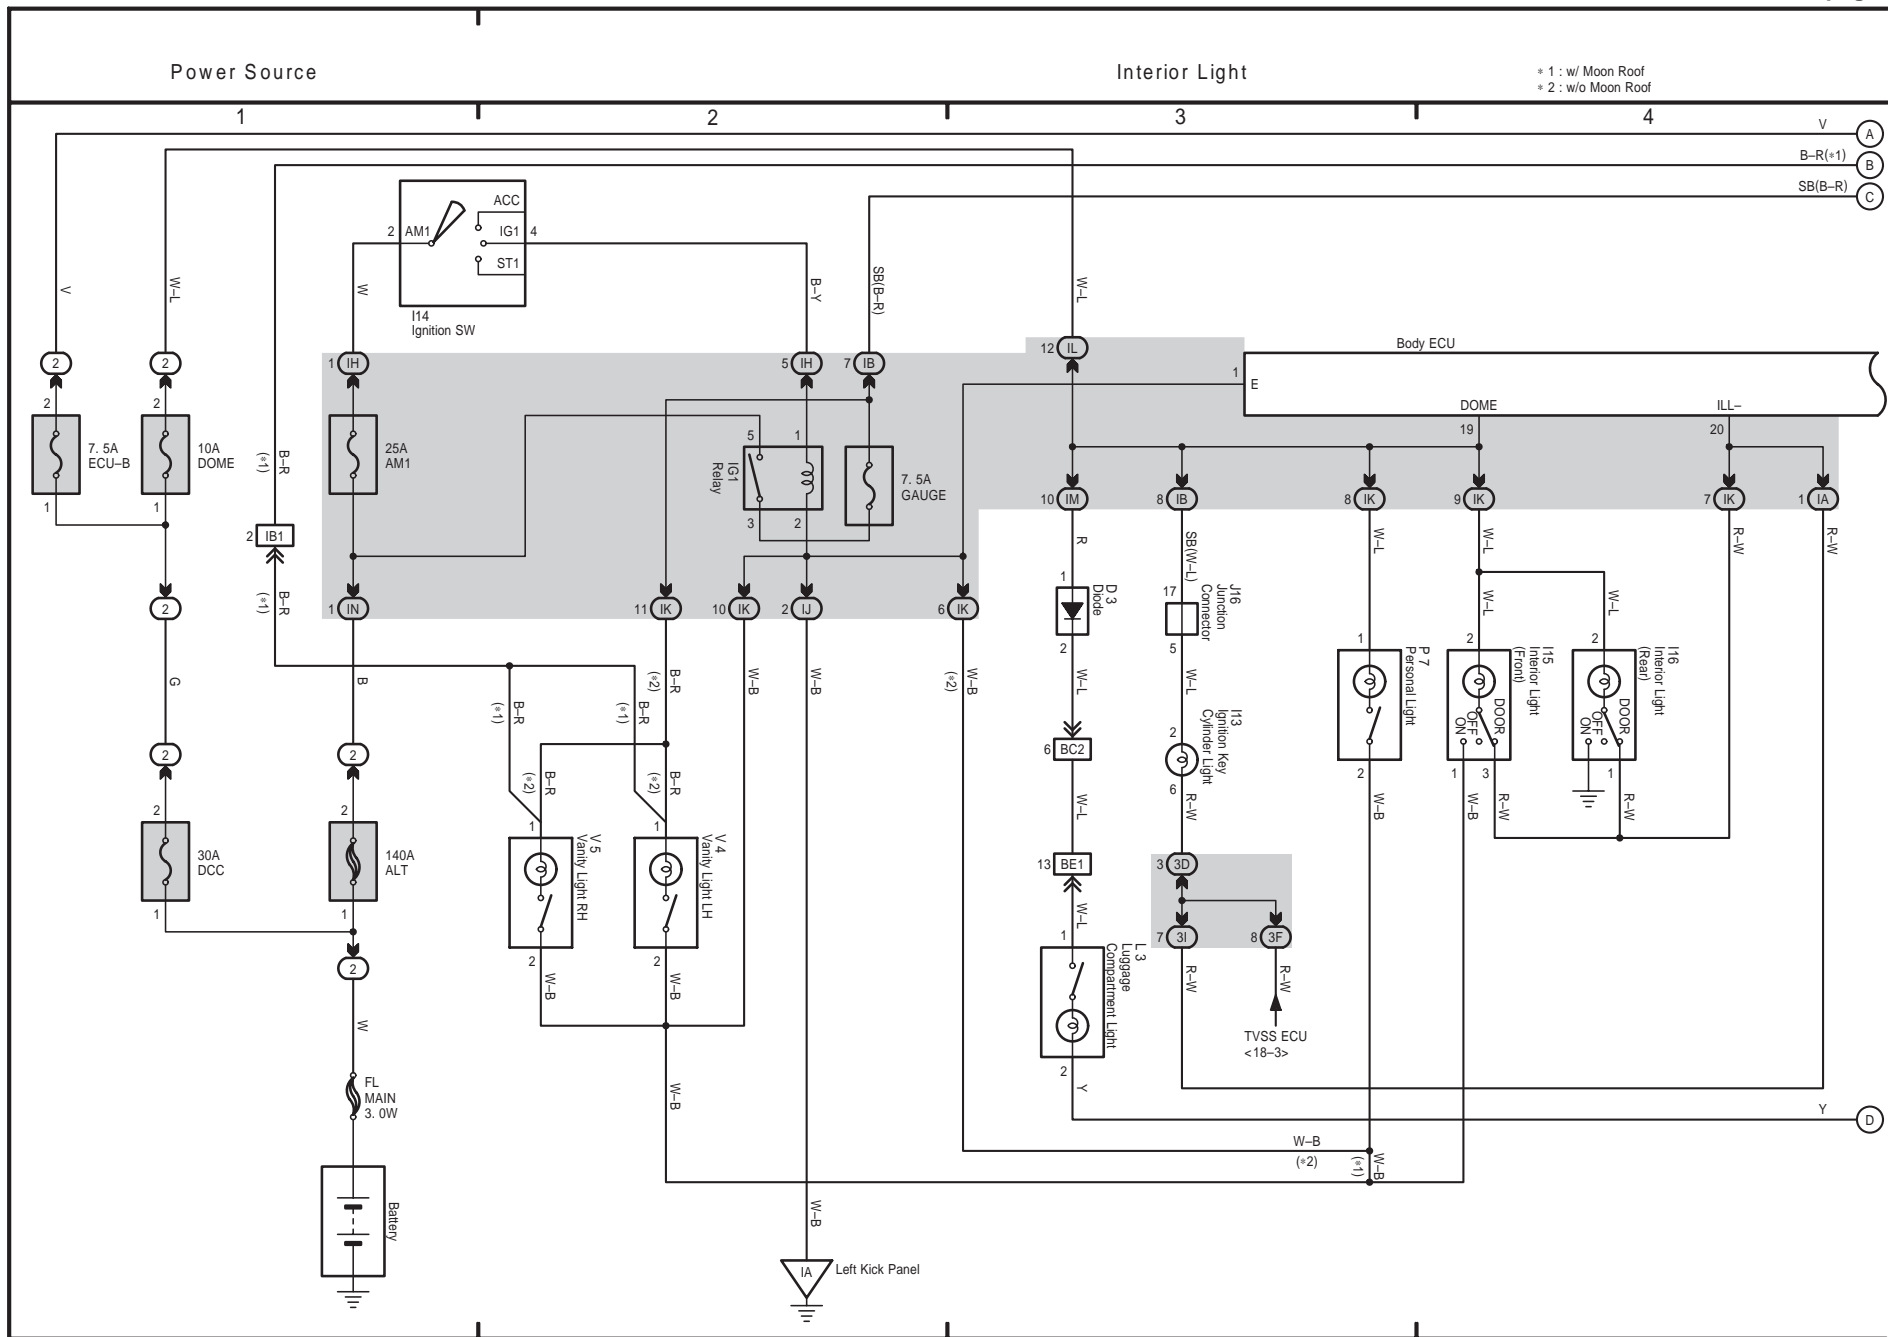 Power Source
Interior Light
∗ 1 : w/ Moon Roof
∗ 2 : w/o Moon Roof
1
2
3
4
V
A
B–R(∗1)
B
SB(B–R)
C
ACC
2
AM1
IG1
4
ST1
I14
Ignition SW
V
W–L
W
B–Y
SB(B–R)
W–L
2
2
1
IH
5
IH
7
IB
12
IL
Body ECU
1
E
DOME
ILL–
19
20
2
2
7. 5A
ECU–B
10A
DOME
B–R
(∗1)
25A
AM1
5
1
IG1
Relay
3
2
7. 5A
GAUGE
1
1
10
IM
8
IB
8
IK
9
IK
7
IK
1
IA
2
IB1
B–R
(∗1)
2
1
IN
11
IK
10
IK
2
IJ
6
IK
R
SB(W–L)
W–L
W–L
R–W
R–W
1
D 3
Diode
2
17
J16
Junction
Connector
5
W–L
W–L
G
B
B–R
(∗1)
B–R
(∗1)
B–R
(∗2)
W–B
W–B
W–B
(∗2)
W–L
W–L
1
P 7
Personal Light
2
2
I15
Interior Light
(Front)
DOOR
OFF
ON
1
3
2
I16
Interior Light
(Rear)
DOOR
OFF
ON
1
2
I13
Ignition Key
Cylinder Light
6
2
2
B–R
(∗2)
B–R
(∗2)
6
BC2
W–L
R–W
W–B
W–B
R–W
R–W
2
30A
DCC
1
2
140A
ALT
1
1
V 5
Vanity Light RH
2
1
V 4
Vanity Light LH
2
13
BE1
W–L
3
3D
7
3I
8
3F
1
L 3
Luggage
Compartment Light
2
2
W–B
W–B
R–W
R–W
TVSS ECU
<18–3>
W
FL
MAIN
3. 0W
W–B
Y
Y
D
W–B
(∗2)
W–B
(∗1)
Battery
W–B
IA
Left Kick Panel